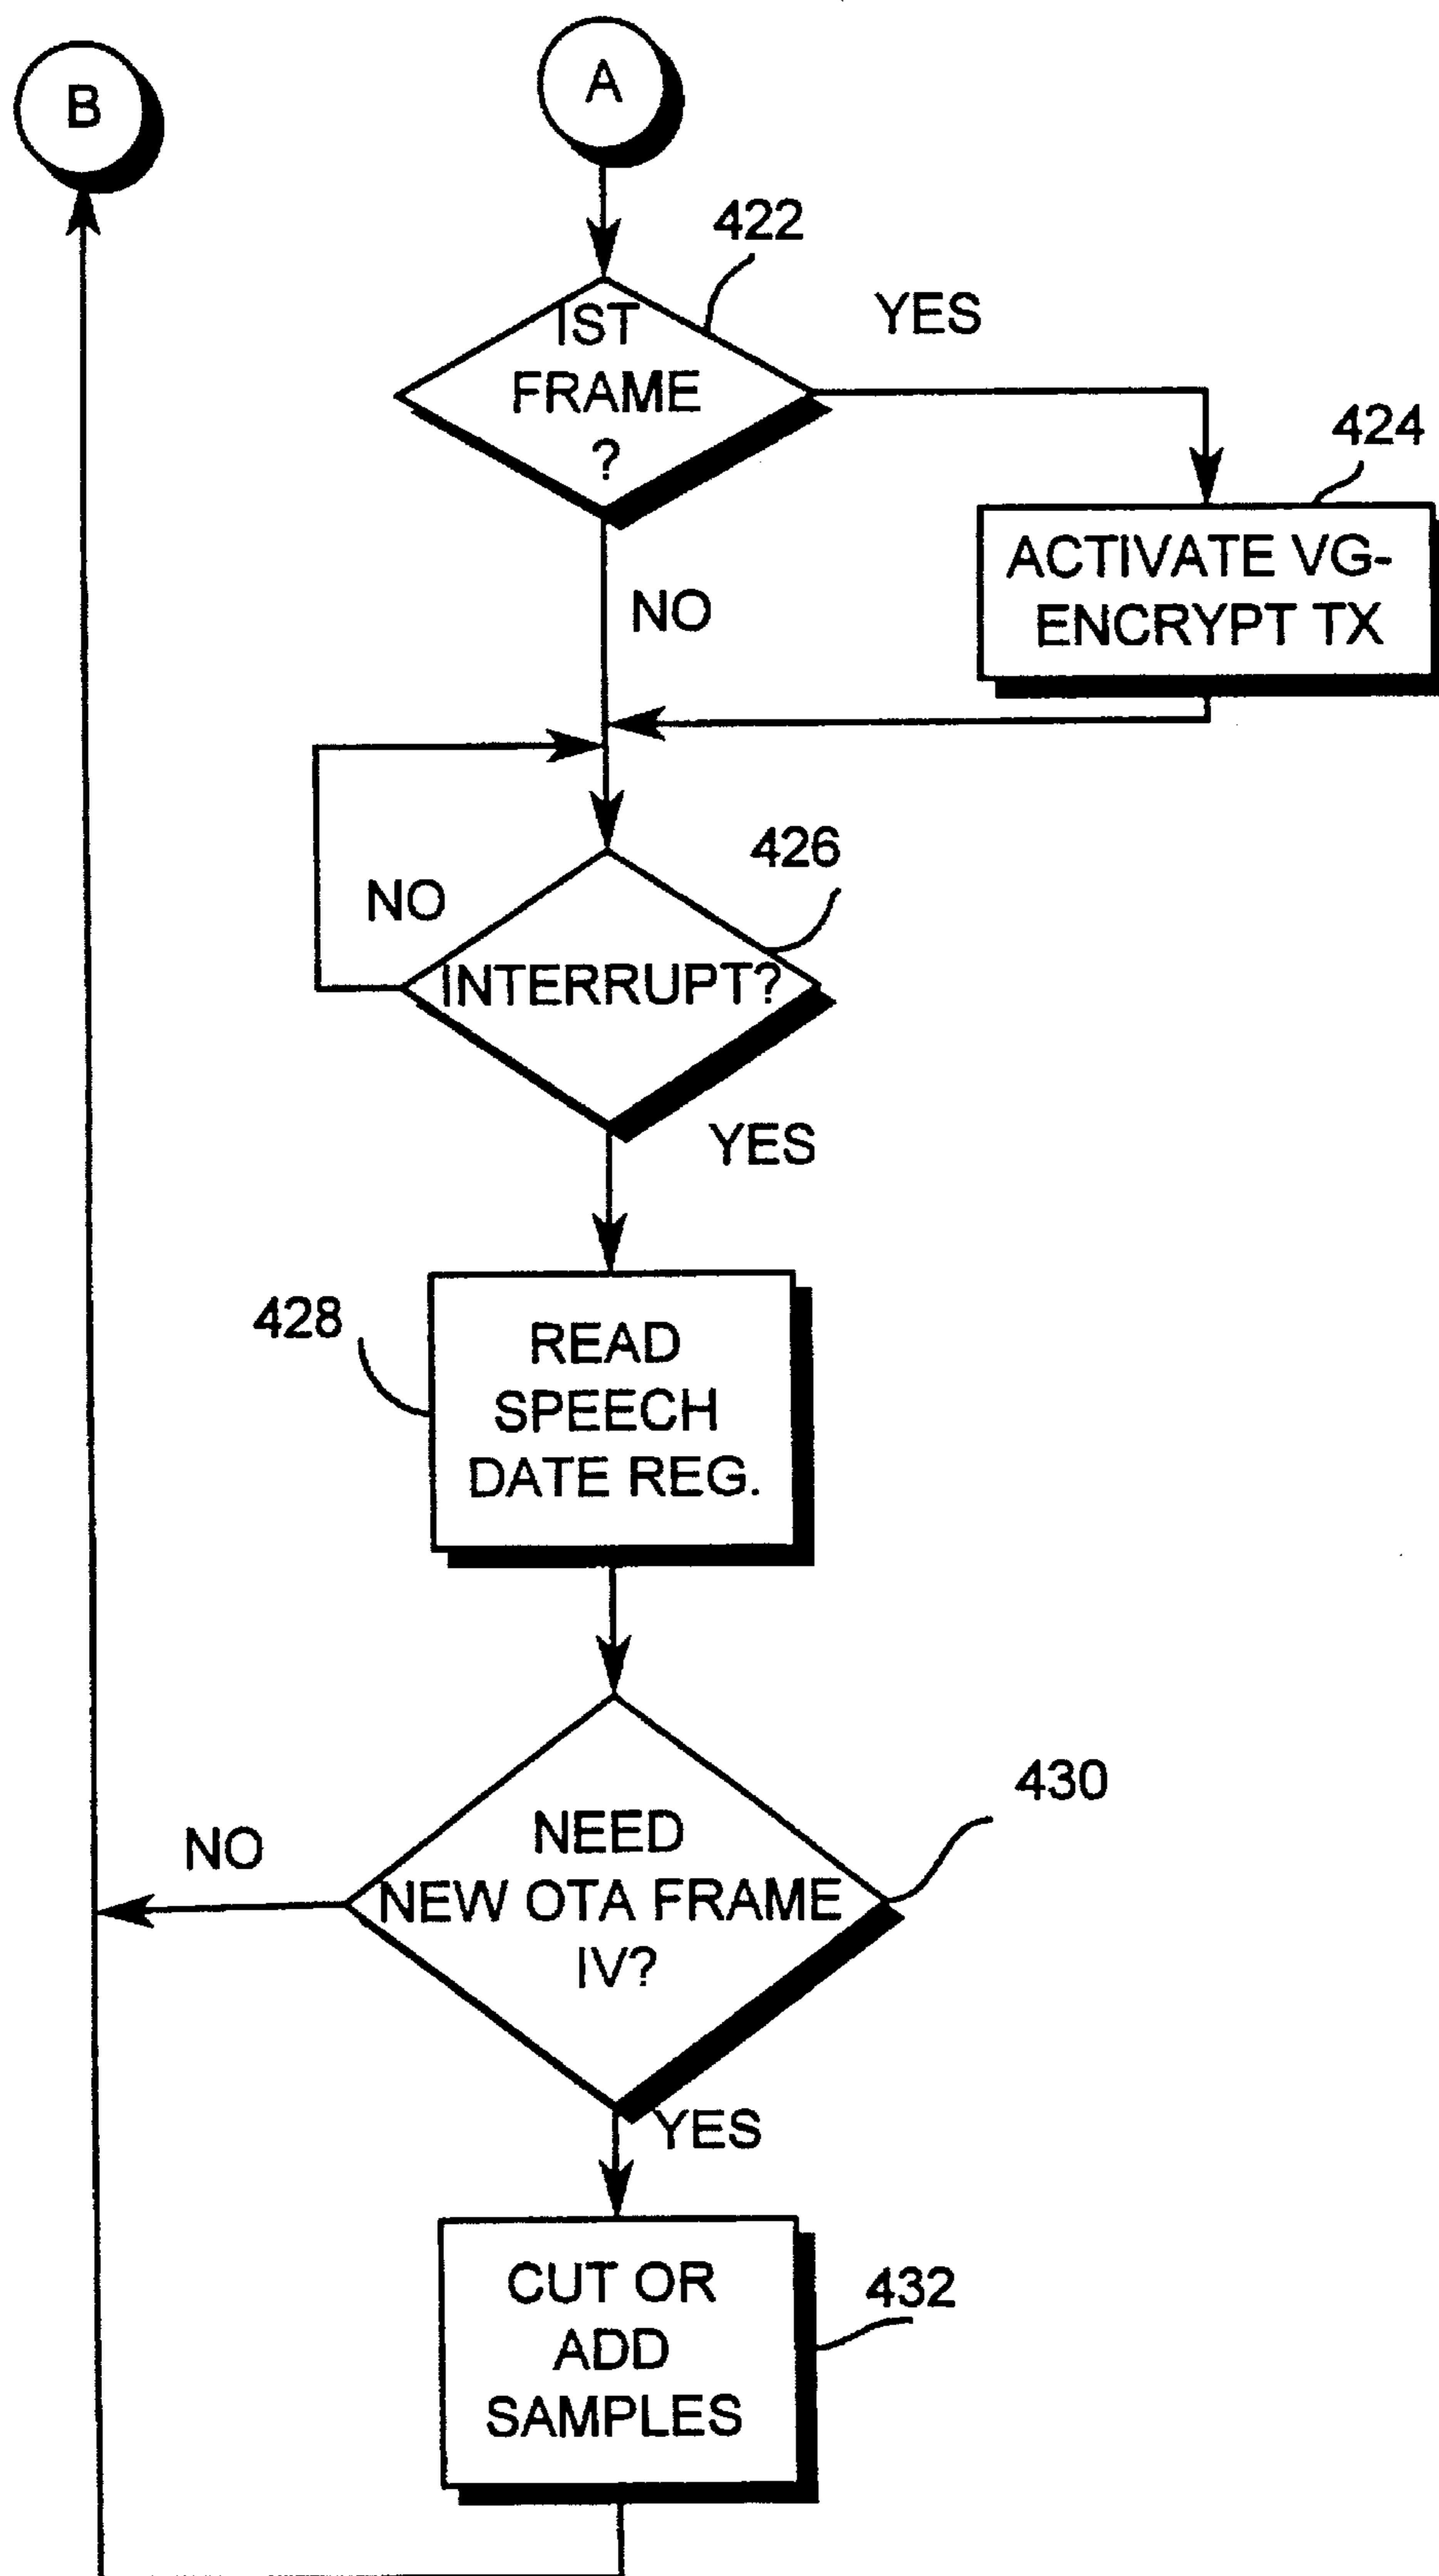 B
A
422
IST
FRAME
?
YES
424
ACTIVATE VG-
ENCRYPT TX
NO
426
NO
INTERRUPT?
YES
428
READ
SPEECH
DATE REG.
430
NO
NEED
NEW OTA FRAME
IV?
YES
CUT OR
ADD
SAMPLES
432